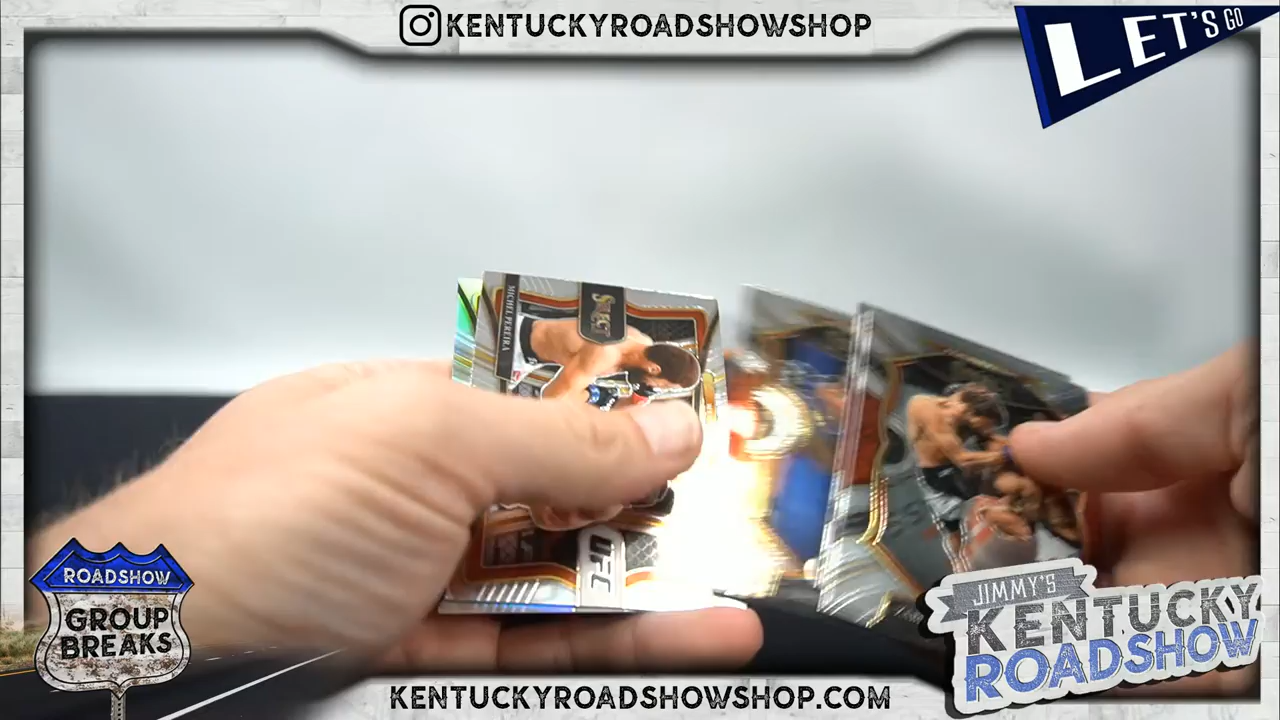 KENTUCKYROADSHOWSHOP
LET'S GO
MICHEL PEREIRA
SELECT
UFC
ROADSHOW
GROUP
BREAKS
JIMMY'S
KENTUCKY
ROADSHOW
KENTUCKYROADSHOWSHOP.COM